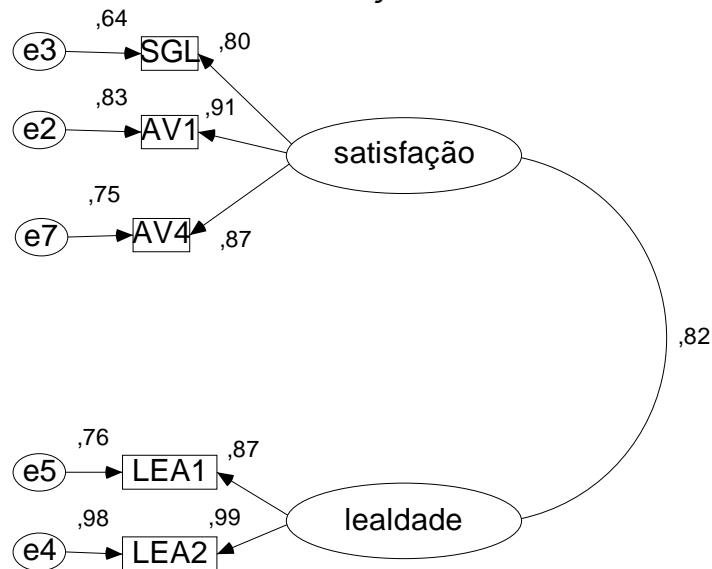 ,64
e3 SGL ,80
,83
e2 AV1 ,91
satisfação
,75
e7 AV4 ,87
,82
,76
e5 LEA1 ,87
lealdade
,98
e4 LEA2 ,99